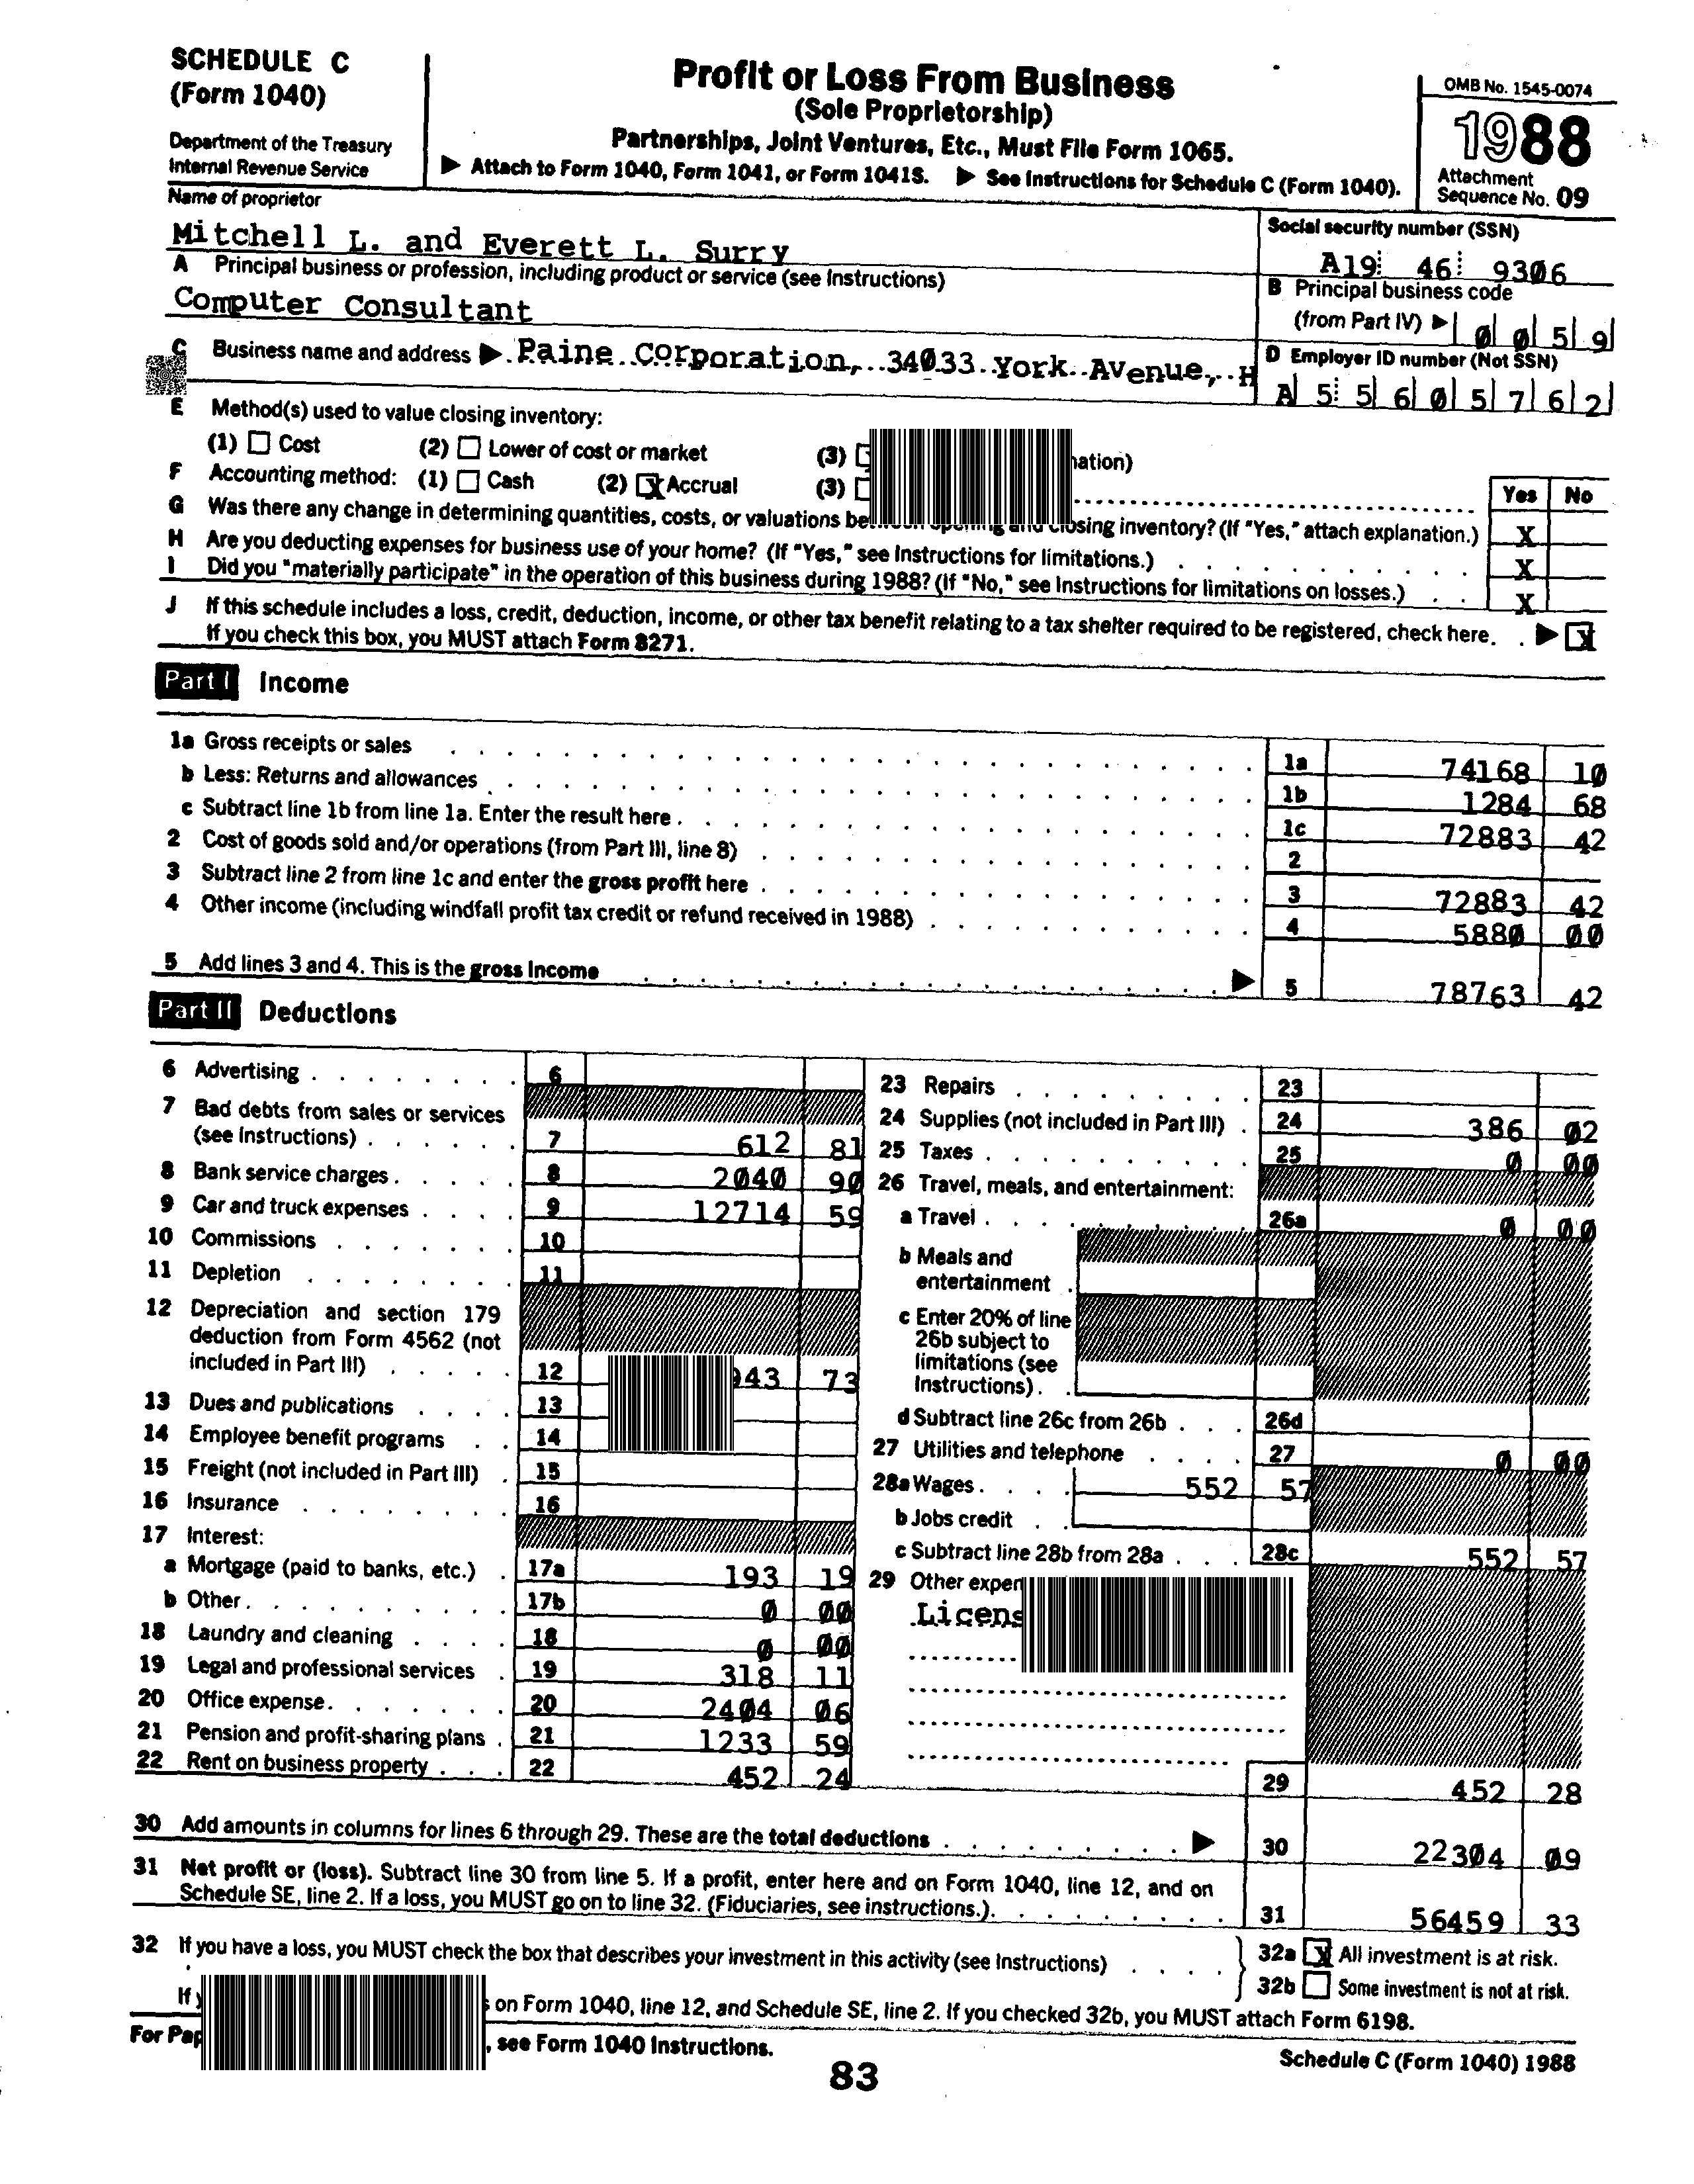 SCHEDULE C
(Form 1040)
Department of the Treasury
Internal Revenue Service
Profit or Loss From Business
(Sole Proprietorship)
Partnerships, Joint Ventures, Etc., Must File Form 1065.
▶ Attach to Form 1040, Form 1041, or Form 1041S. ▶ See Instructions for Schedule C (Form 1040).
OMB No. 1545-0074
1988
Attachment
Sequence No. 09
Name of proprietor
Mitchell L. and Everett L. Surry
Social security number (SSN)
A19 46 9306
A Principal business or profession, including product or service (see Instructions)
Computer Consultant
B Principal business code
(from Part IV) ▶ 0 0 5 9
C Business name and address ▶ Paine Corporation, 34033 York Avenue, H
D Employer ID number (Not SSN)
A 5 5 6 0 5 7 6 2
E Method(s) used to value closing inventory:
(1) Cost (2) Lower of cost or market (3)
F Accounting method: (1) Cash (2) X Accrual (3)
Yes No
G Was there any change in determining quantities, costs, or valuations between opening and closing inventory? (If "Yes," attach explanation.) X
H Are you deducting expenses for business use of your home? (If "Yes," see Instructions for limitations.) X
I Did you "materially participate" in the operation of this business during 1988? (If "No," see Instructions for limitations on losses.) X
J If this schedule includes a loss, credit, deduction, income, or other tax benefit relating to a tax shelter required to be registered, check here. ▶ X
If you check this box, you MUST attach Form 8271.
Part I Income
1a Gross receipts or sales 1a 74168 10
b Less: Returns and allowances 1b 1284 68
c Subtract line 1b from line 1a. Enter the result here 1c 72883 42
2 Cost of goods sold and/or operations (from Part III, line 8) 2
3 Subtract line 2 from line 1c and enter the gross profit here 3 72883 42
4 Other income (including windfall profit tax credit or refund received in 1988) 4 5880 00
5 Add lines 3 and 4. This is the gross income ▶ 5 78763 42
Part II Deductions
6 Advertising 6
7 Bad debts from sales or services
(see Instructions) 7 612 81
8 Bank service charges 8 2040 90
9 Car and truck expenses 9 12714 59
10 Commissions 10
11 Depletion 11
12 Depreciation and section 179
deduction from Form 4562 (not
included in Part III) 12 943 73
13 Dues and publications 13
14 Employee benefit programs 14
15 Freight (not included in Part III) 15
16 Insurance 16
17 Interest:
a Mortgage (paid to banks, etc.) 17a 193 19
b Other 17b 0 00
18 Laundry and cleaning 18 0 00
19 Legal and professional services 19 318 11
20 Office expense 20 2404 06
21 Pension and profit-sharing plans 21 1233 59
22 Rent on business property 22 452 24
23 Repairs 23
24 Supplies (not included in Part III) 24 386 02
25 Taxes 25 0 00
26 Travel, meals, and entertainment:
a Travel 26a 0 00
b Meals and
entertainment
c Enter 20% of line
26b subject to
limitations (see
Instructions)
d Subtract line 26c from 26b 26d
27 Utilities and telephone 27 0 00
28a Wages 552 57
b Jobs credit
c Subtract line 28b from 28a 28c 552 57
29 Other
29 452 28
30 Add amounts in columns for lines 6 through 29. These are the total deductions ▶ 30 22304 09
31 Net profit or (loss). Subtract line 30 from line 5. If a profit, enter here and on Form 1040, line 12, and on
Schedule SE, line 2. If a loss, you MUST go on to line 32. (Fiduciaries, see instructions.) 31 56459 33
32 If you have a loss, you MUST check the box that describes your investment in this activity (see Instructions)
32a X All investment is at risk.
32b Some investment is not at risk.
If
on Form 1040, line 12, and Schedule SE, line 2. If you checked 32b, you MUST attach Form 6198.
For
, see Form 1040 Instructions.
83
Schedule C (Form 1040) 1988